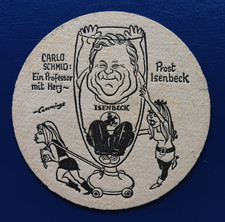 CARLO
SCHMID:
Ein Professor
mit Herz~
Prost
Isenbeck
ISENBECK